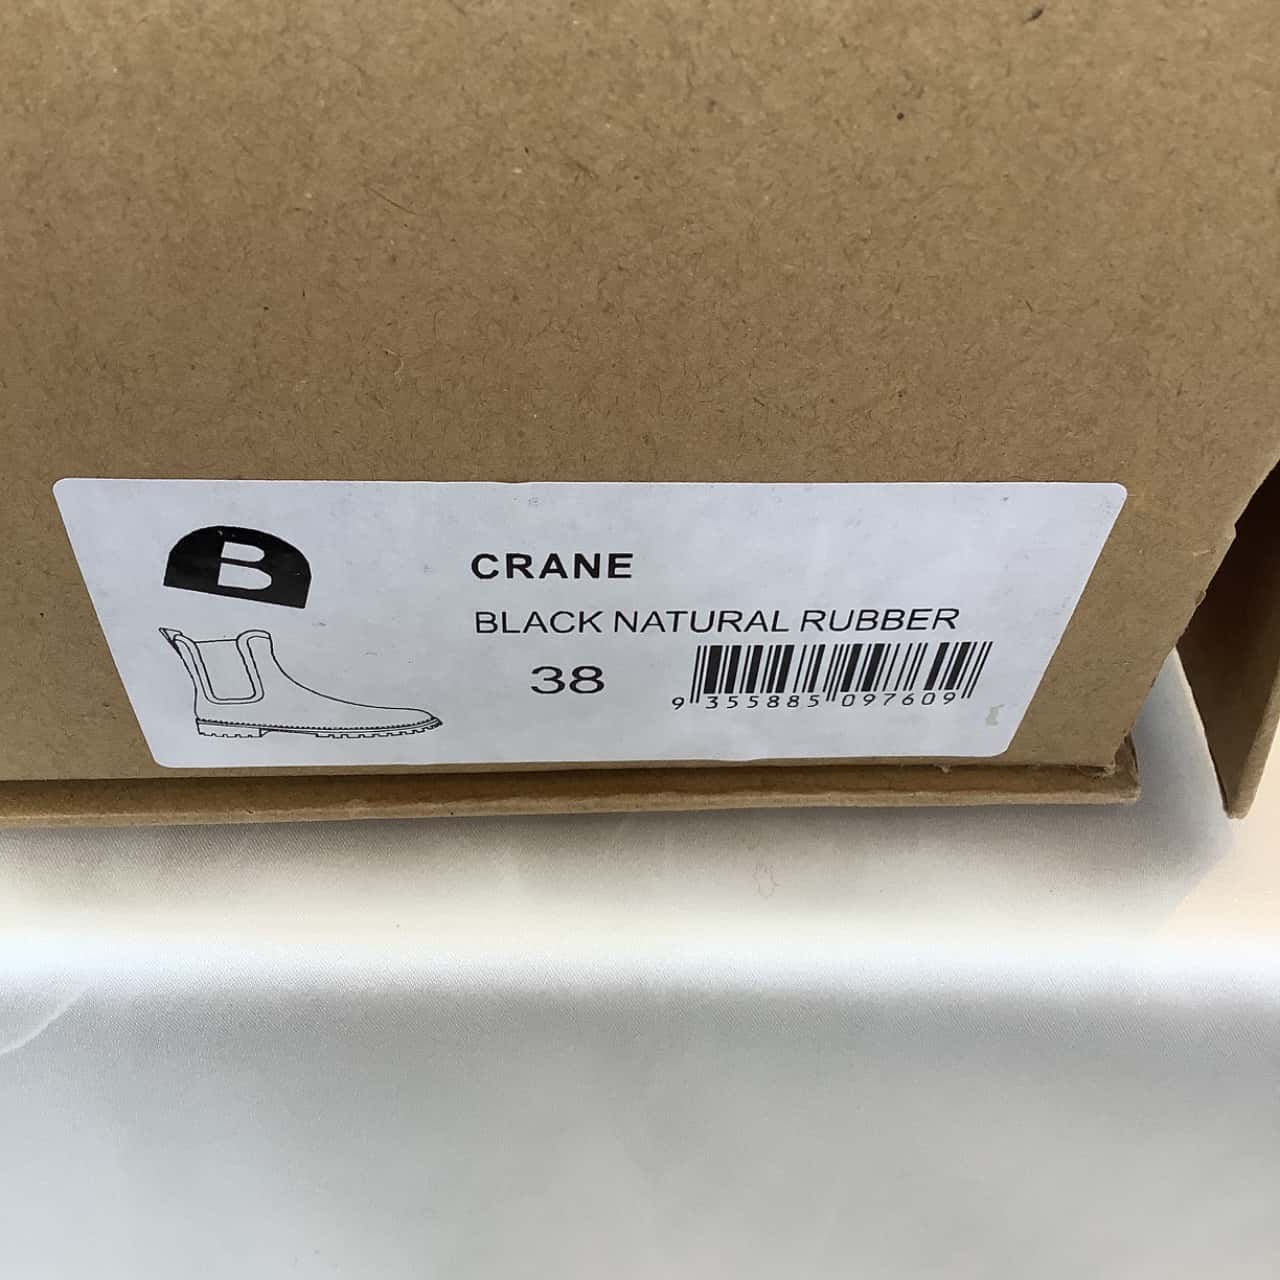 B
CRANE
BLACK NATURAL RUBBER
38
9 355885 097609